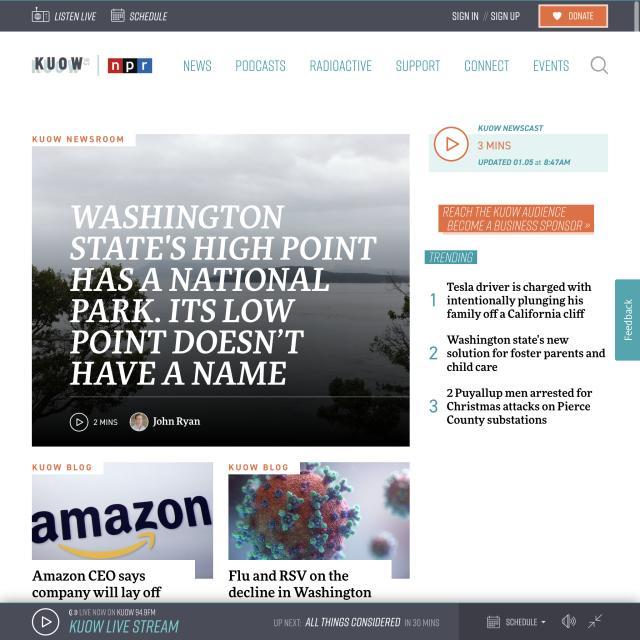 LISTEN LIVE
SCHEDULE
SIGN IN // SIGN UP
DONATE
KUOW
npr
NEWS
PODCASTS
RADIOACTIVE
SUPPORT
CONNECT
EVENTS
KUOW NEWSROOM
WASHINGTON
STATE'S HIGH POINT
HAS A NATIONAL
PARK. ITS LOW
POINT DOESN’T
HAVE A NAME
2 MINS
John Ryan
KUOW NEWSCAST
3 MINS
UPDATED 01.05 at 8:47AM
REACH THE KUOW AUDIENCE
BECOME A BUSINESS SPONSOR »
TRENDING
1
Tesla driver is charged with
intentionally plunging his
family off a California cliff
2
Washington state's new
solution for foster parents and
child care
3
2 Puyallup men arrested for
Christmas attacks on Pierce
County substations
Feedback
KUOW BLOG
amazon
Amazon CEO says
company will lay off
KUOW BLOG
Flu and RSV on the
decline in Washington
LIVE NOW ON KUOW 94.9FM
KUOW LIVE STREAM
UP NEXT: ALL THINGS CONSIDERED IN 30 MINS
SCHEDULE